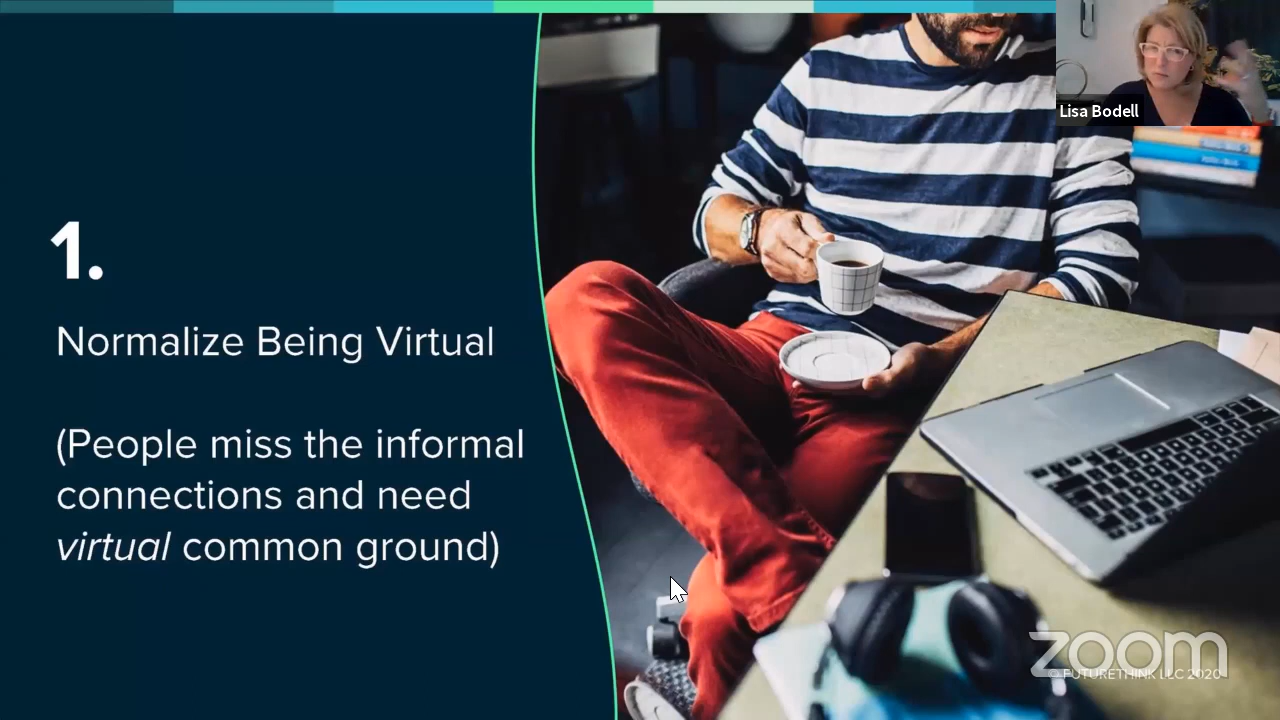 Lisa Bodell
1.
Normalize Being Virtual
(People miss the informal
connections and need
virtual common ground)
zoom
© FUTURETHINK LLC 2020